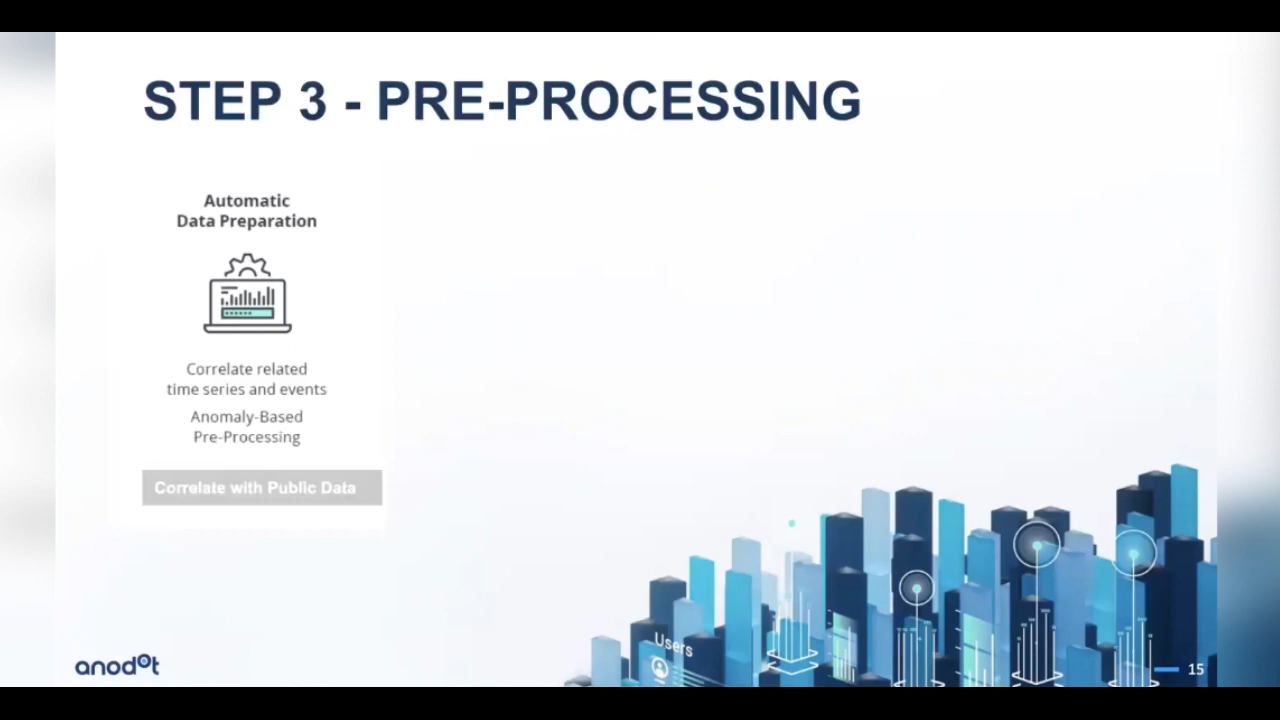 STEP 3 - PRE-PROCESSING
Automatic
Data Preparation
Correlate related
time series and events
Anomaly-Based
Pre-Processing
Correlate with Public Data
Users
anodot
15